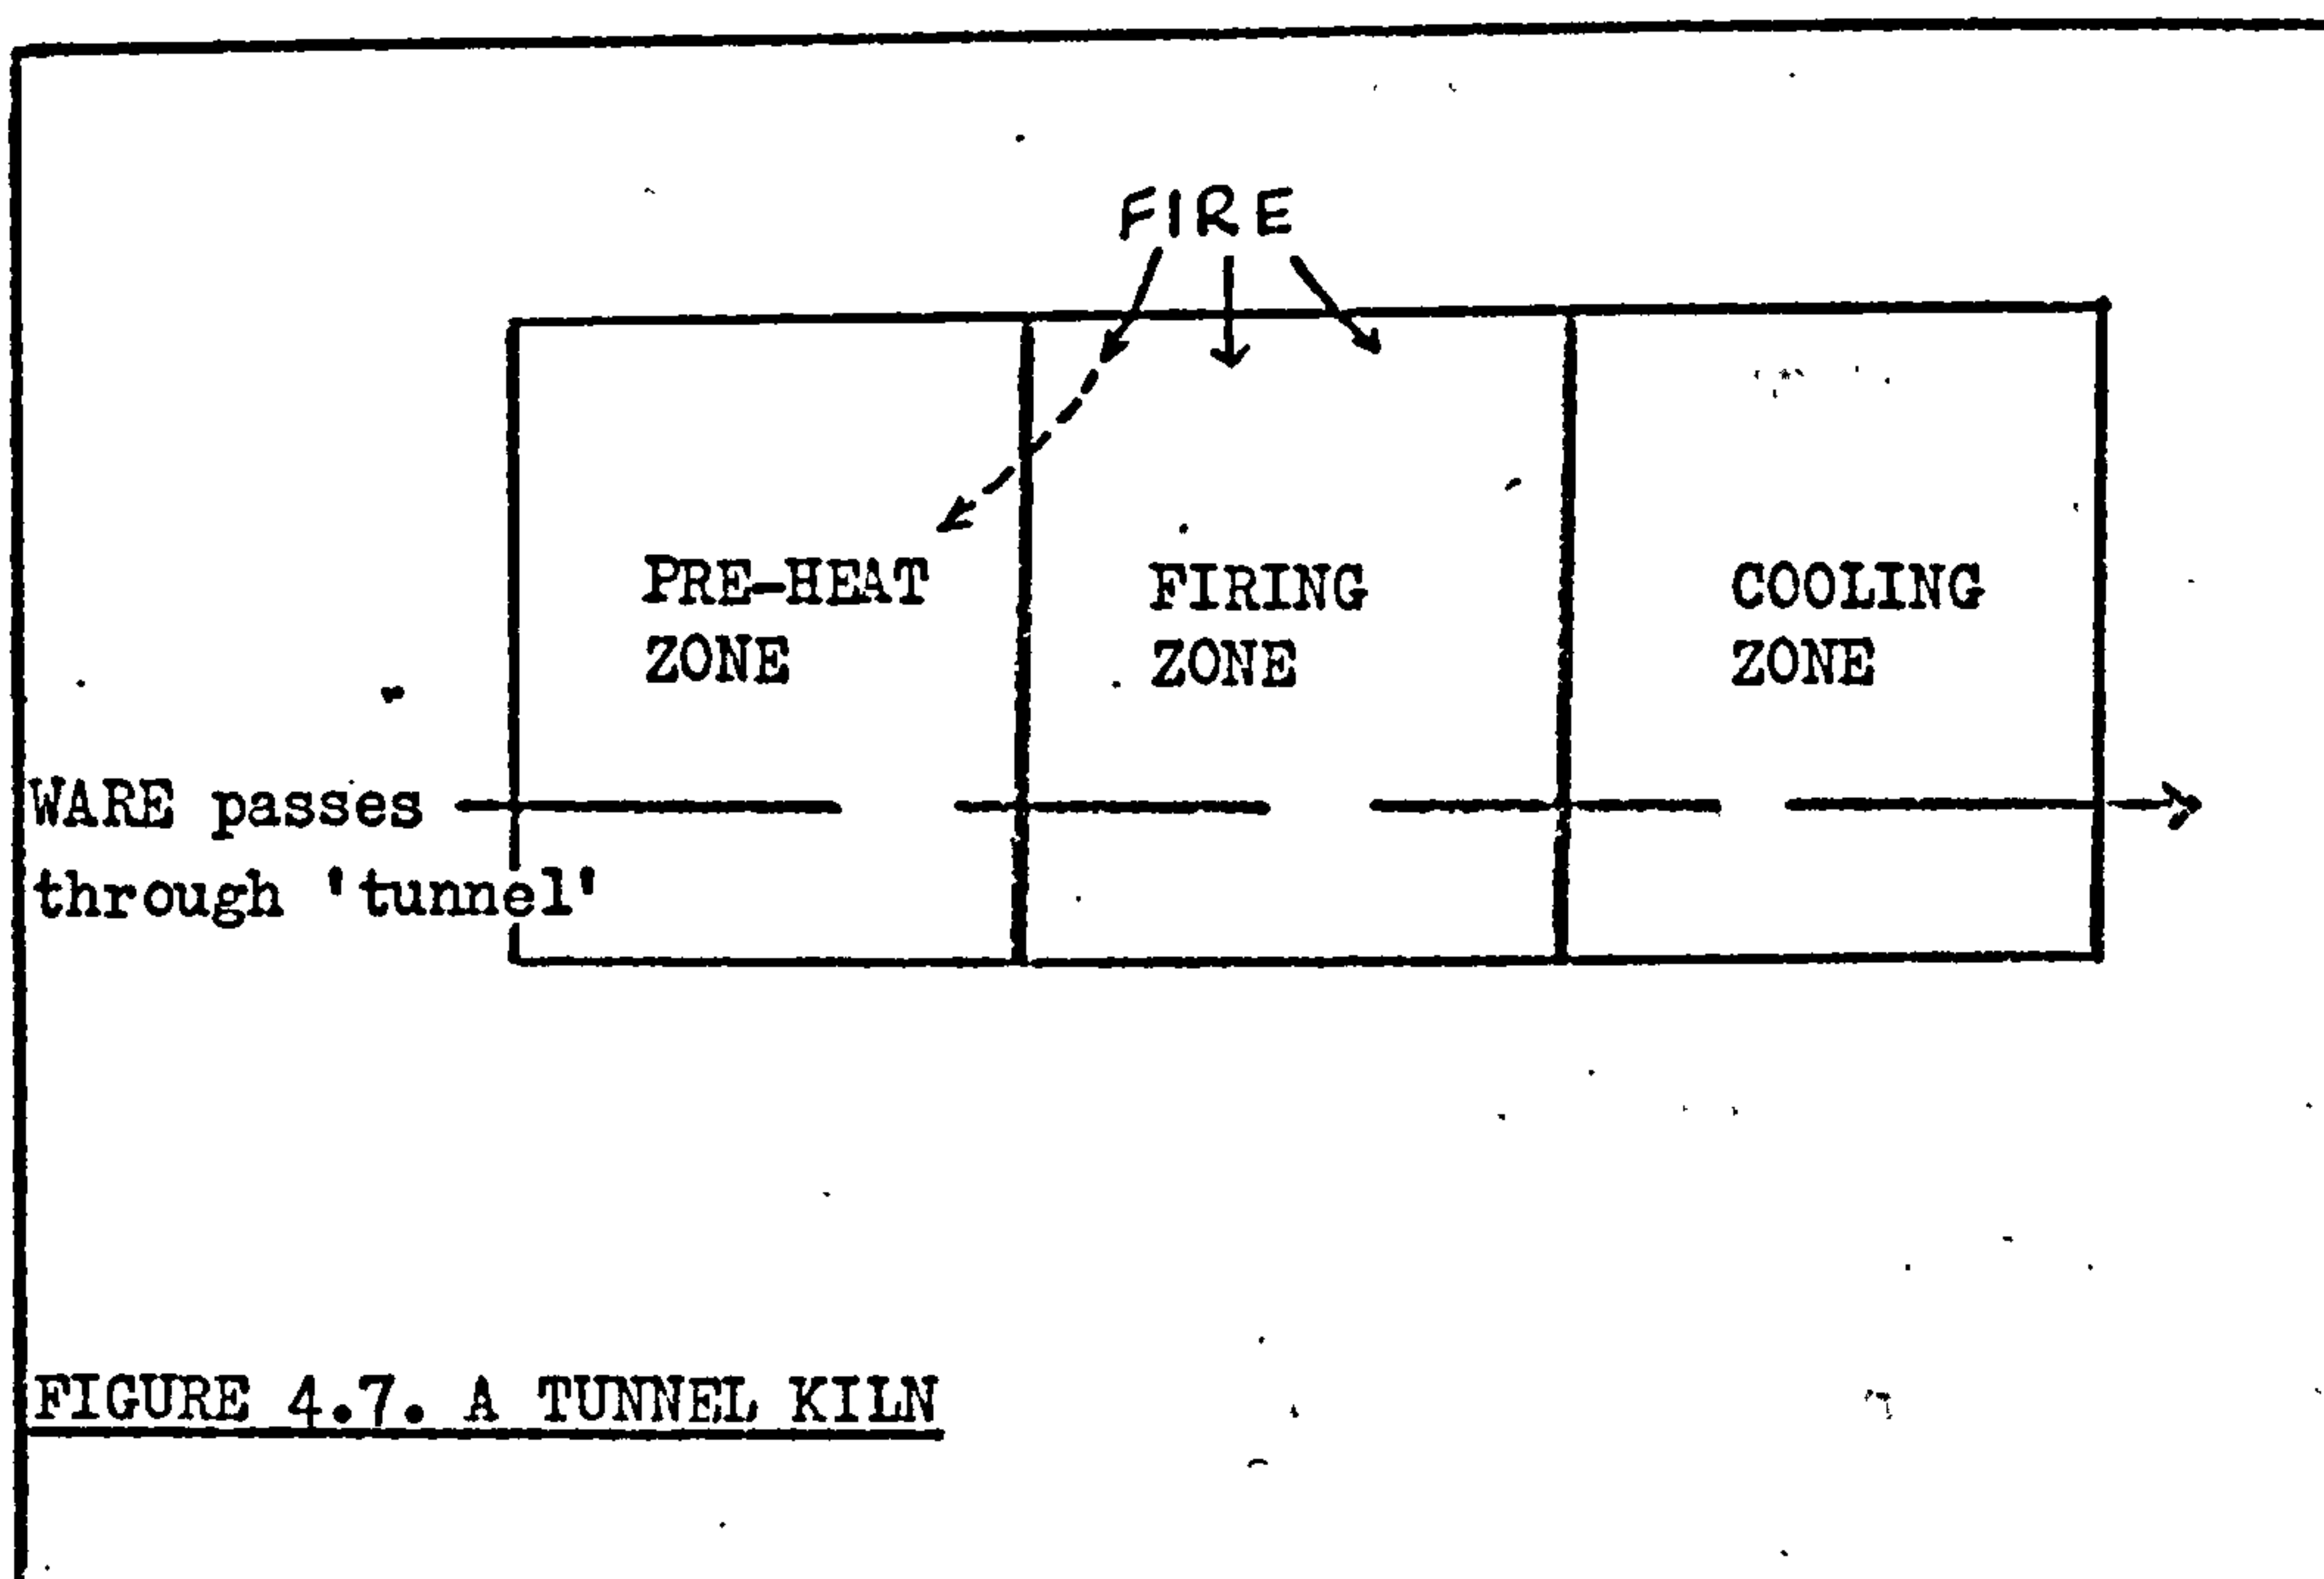 FIRE
PRE-HEAT
ZONE
FIRING
ZONE
COOLING
ZONE
WARE passes
through 'tunnel'
FIGURE 4.7. A TUNNEL KILN